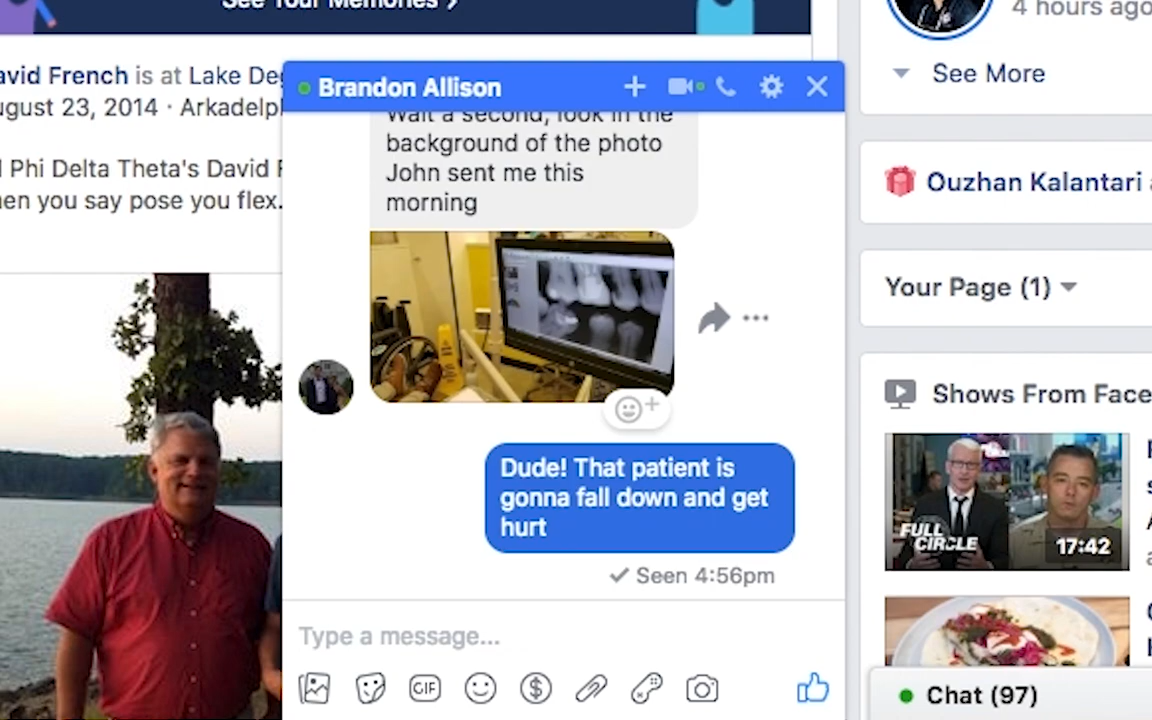 See Your Memories >
avid French is at Lake De
ugust 23, 2014 · Arkadelp
Phi Delta Theta's David
en you say pose you flex.
Brandon Allison
Wait a second, look in the
background of the photo
John sent me this
morning
Dude! That patient is
gonna fall down and get
hurt
Seen 4:56pm
Type a message...
GIF
4 hours ago
See More
Ouzhan Kalantari
Your Page (1)
Shows From Face
FULL
CIRCLE
17:42
Chat (97)